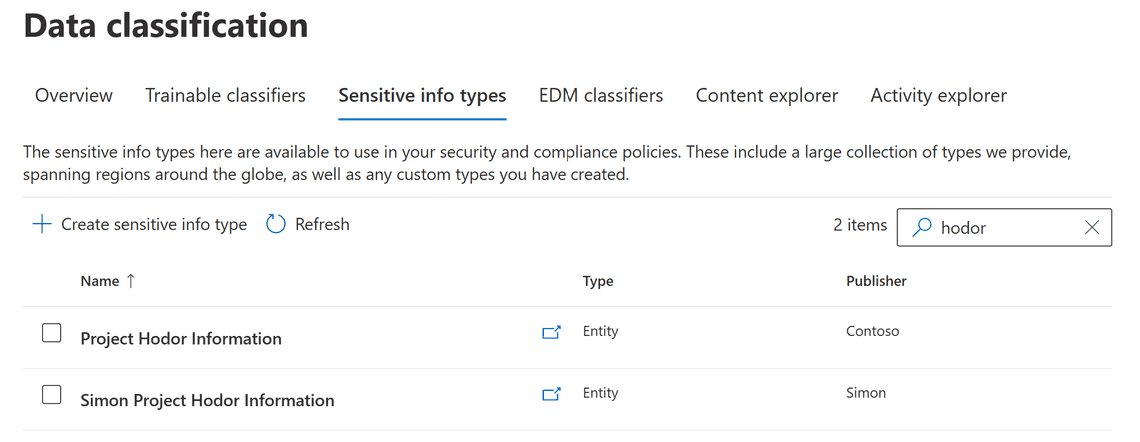 Data classification
Overview Trainable classifiers Sensitive info types EDM classifiers Content explorer Activity explorer
The sensitive info types here are available to use in your security and compliance policies. These include a large collection of types we provide,
spanning regions around the globe, as well as any custom types you have created.
Create sensitive info type Refresh 2 items hodor
Name ↑ Type Publisher
Project Hodor Information Entity Contoso
Simon Project Hodor Information Entity Simon